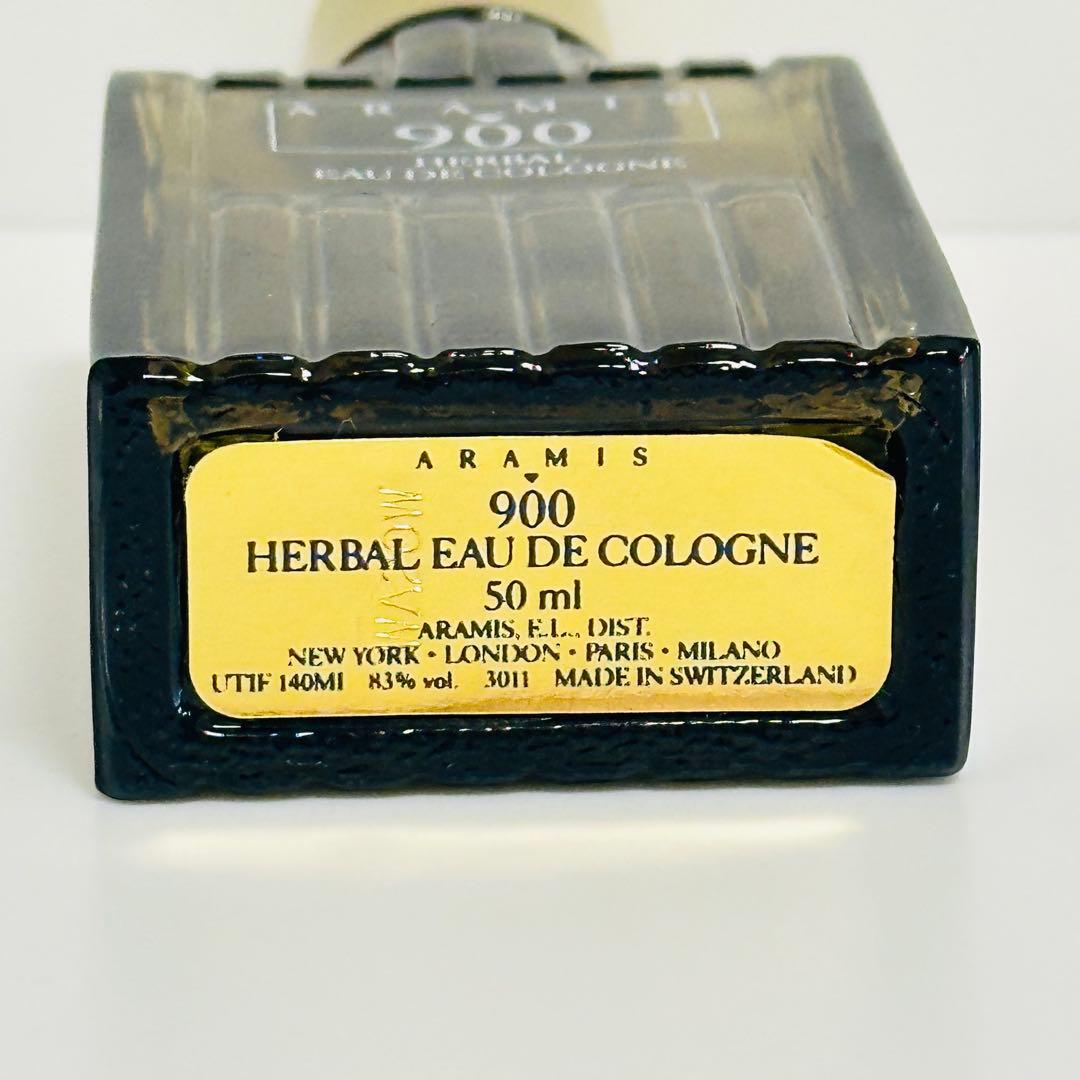 ARAMIS
900
HERBAL
EAU DE COLOGNE
ARAMIS
900
HERBAL EAU DE COLOGNE
50 ml
ARAMIS, E.L., DIST.
NEW YORK • LONDON • PARIS • MILANO
UTIF 140MI 83% vol. 3011 MADE IN SWITZERLAND